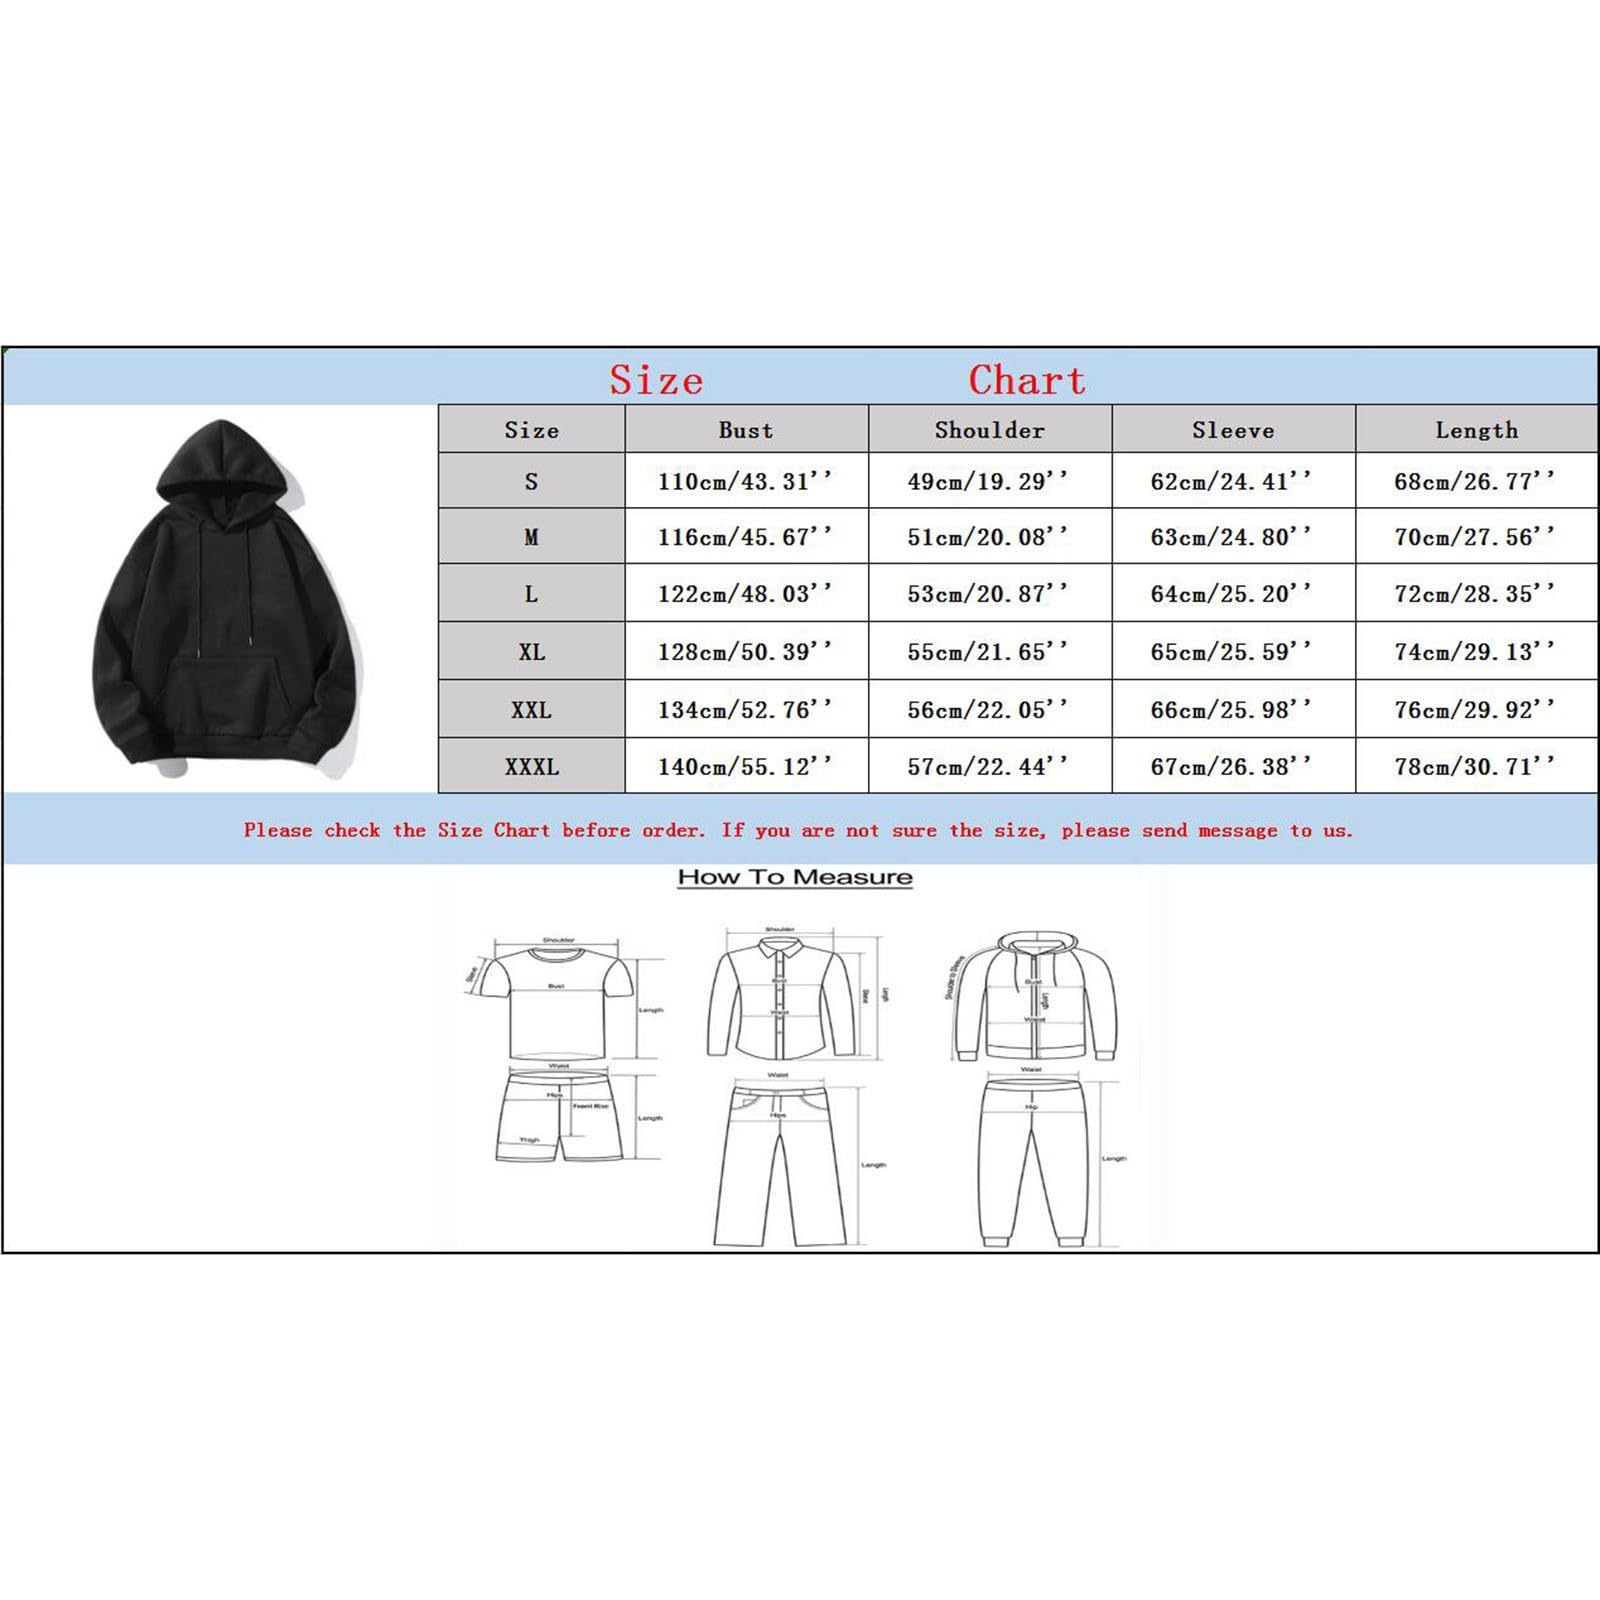 Size Chart
Size Bust Shoulder Sleeve Length
S 110cm/43.31'' 49cm/19.29'' 62cm/24.41'' 68cm/26.77''
M 116cm/45.67'' 51cm/20.08'' 63cm/24.80'' 70cm/27.56''
L 122cm/48.03'' 53cm/20.87'' 64cm/25.20'' 72cm/28.35''
XL 128cm/50.39'' 55cm/21.65'' 65cm/25.59'' 74cm/29.13''
XXL 134cm/52.76'' 56cm/22.05'' 66cm/25.98'' 76cm/29.92''
XXXL 140cm/55.12'' 57cm/22.44'' 67cm/26.38'' 78cm/30.71''
Please check the Size Chart before order. If you are not sure the size, please send message to us.
How To Measure
Shoulder
Bust
Length
Shoulder
Bust
Waist
Length
Shoulder to Sleeve
Bust
Length
Waist
Waist
Hips
Front Rise
Thigh
Length
Waist
Hips
Length
Waist
Hip
Length